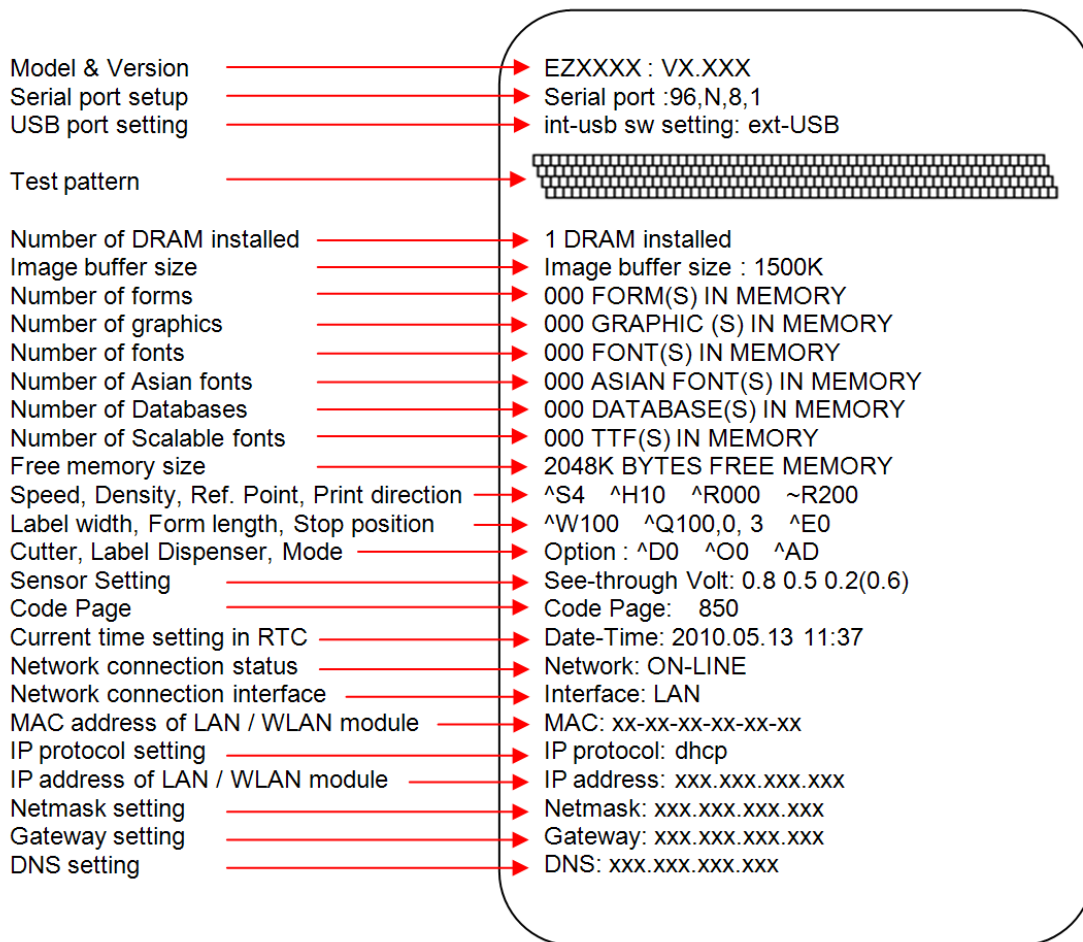 Model & Version EZXXXX : VX.XXX
Serial port setup Serial port :96,N,8,1
USB port setting int-usb sw setting: ext-USB
Test pattern
Number of DRAM installed 1 DRAM installed
Image buffer size Image buffer size : 1500K
Number of forms 000 FORM(S) IN MEMORY
Number of graphics 000 GRAPHIC (S) IN MEMORY
Number of fonts 000 FONT(S) IN MEMORY
Number of Asian fonts 000 ASIAN FONT(S) IN MEMORY
Number of Databases 000 DATABASE(S) IN MEMORY
Number of Scalable fonts 000 TTF(S) IN MEMORY
Free memory size 2048K BYTES FREE MEMORY
Speed, Density, Ref. Point, Print direction ^S4 ^H10 ^R000 ~R200
Label width, Form length, Stop position ^W100 ^Q100,0, 3 ^E0
Cutter, Label Dispenser, Mode Option : ^D0 ^O0 ^AD
Sensor Setting See-through Volt: 0.8 0.5 0.2(0.6)
Code Page Code Page: 850
Current time setting in RTC Date-Time: 2010.05.13 11:37
Network connection status Network: ON-LINE
Network connection interface Interface: LAN
MAC address of LAN / WLAN module MAC: xx-xx-xx-xx-xx-xx
IP protocol setting IP protocol: dhcp
IP address of LAN / WLAN module IP address: xxx.xxx.xxx.xxx
Netmask setting Netmask: xxx.xxx.xxx.xxx
Gateway setting Gateway: xxx.xxx.xxx.xxx
DNS setting DNS: xxx.xxx.xxx.xxx